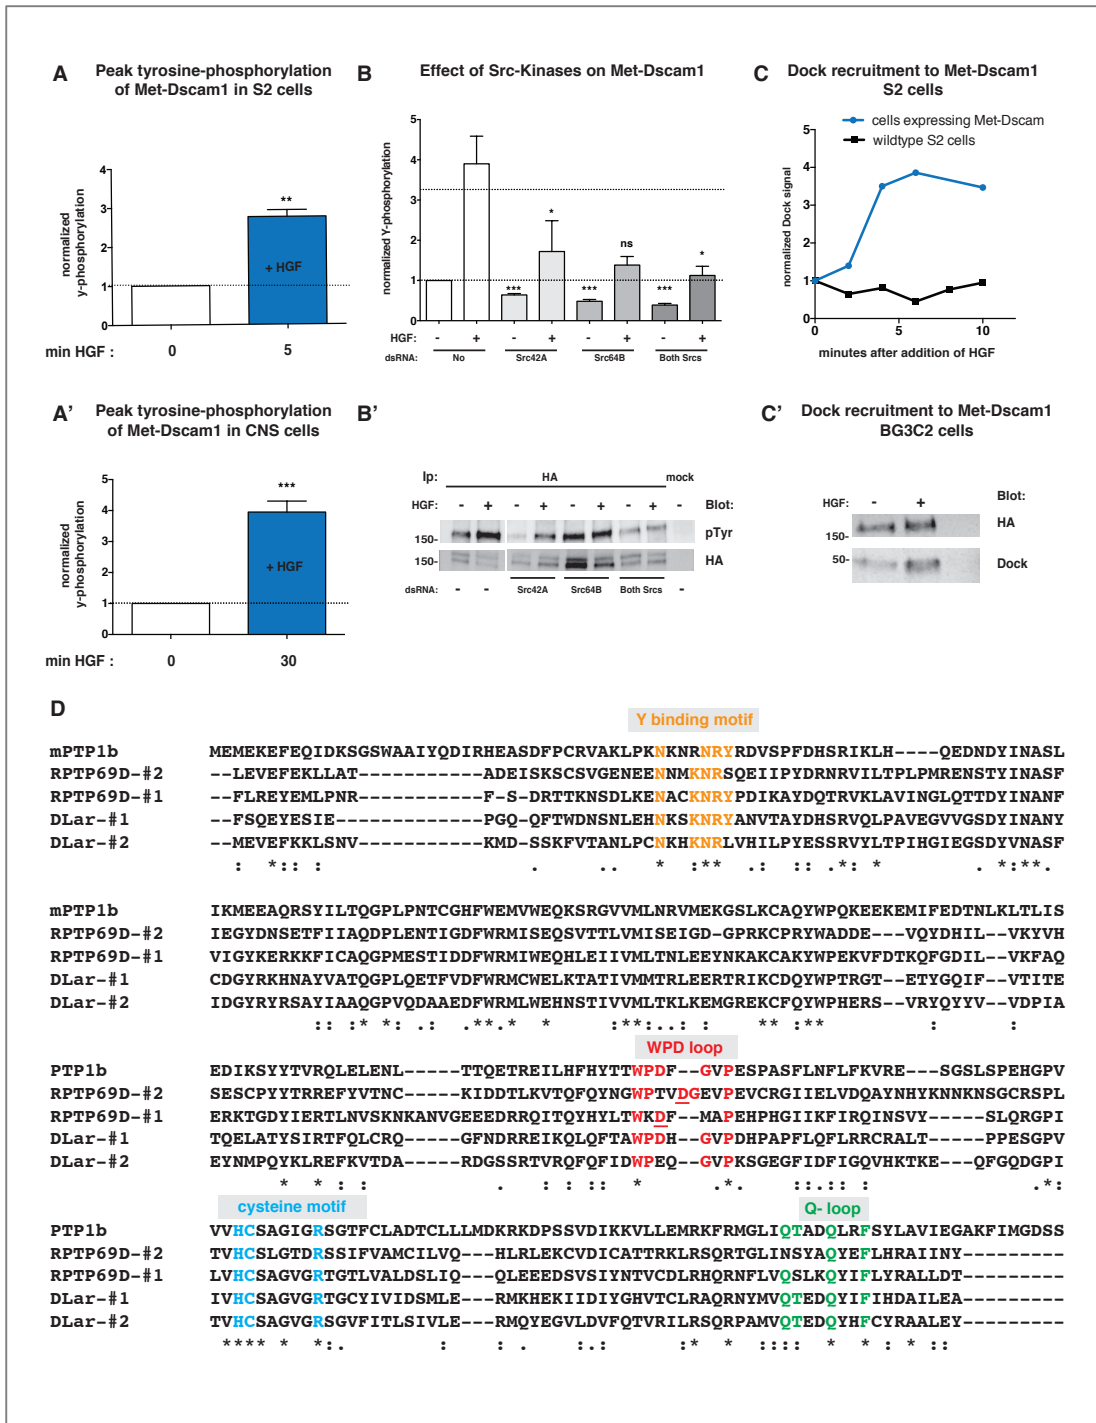 A
Peak tyrosine-phosphorylation
of Met-Dscam1 in S2 cells
normalized
y-phosphorylation
4
3
2
1
0
**
+ HGF
min HGF :
0
5
B
Effect of Src-Kinases on Met-Dscam1
normalized Y-phosphorylation
5
4
3
2
1
0
***
*
***
ns
***
*
HGF: - + - + - + - +
dsRNA: No Src42A Src64B Both Srcs
C
Dock recruitment to Met-Dscam1
S2 cells
cells expressing Met-Dscam
wildtype S2 cells
normalized Dock signal
5
4
3
2
1
0
0 5 10
minutes after addition of HGF
A'
Peak tyrosine-phosphorylation
of Met-Dscam1 in CNS cells
normalized
y-phosphorylation
5
4
3
2
1
0
***
+ HGF
min HGF :
0
30
B'
Ip: HA mock
HGF: - + - + - + - + - Blot:
150- pTyr
150- HA
dsRNA: - - Src42A Src64B Both Srcs -
C'
Dock recruitment to Met-Dscam1
BG3C2 cells
HGF: - + Blot:
150- HA
50- Dock
D
Y binding motif
mPTP1b MEMEKEFEQIDKSGSWAAIYQDIRHEASDFPCRVAKLPKNKNRNRYRDVSPFDHSRIKLH----QEDNDYINASL
RPTP69D-#2 --LEVEFEKLLAT-----------ADEISKSCSVGENEENNMKNRSQEIIPYDRNRVILTPLPMRENSTYINASF
RPTP69D-#1 --FLREYEMLPNR-----------F-S-DRTTKNSDLKENACKNRYPDIKAYDQTRVKLAVINGLQTTDYINANF
DLar-#1 --FSQEYESIE------------PGQ-QFTWDNSNLEHNKSKNRYANVTAYDHSRVQLPAVEGVVGSDYINANY
DLar-#2 --MEVEFKKLSNV-----------KMD-SSKFVTANLPCNKHKNRLVHILPYESSRVYLTPIHGIEGSDYVNASF
: *:: : . .. * :** : *: * * :*:**.
mPTP1b IKMEEAQRSYILTQGPLPNTCGHFWEMVWEQKSRGVVMLNRVMEKGSLKCAQYWPQKEEKEMIFEDTNLKLTLIS
RPTP69D-#2 IEGYDNSETFIIAQDPLENTIGDFWRMISEQSVTTLVMISEIGD-GPRKCPRYWADDE---VQYDHIL-VKYVH
RPTP69D-#1 VIGYKERKKFICAQGPMESTIDDFWRMIWEQHLEIIVMLTNLEEYNKAKCAKYWPEKVFDTKQFGDIL-VKFAQ
DLar-#1 CDGYRKHNAYVATQGPLQETFVDFWRMCWELKTATIVMMTRLEERTRIKCDQYWPTRGT--ETYGQIF--VTITE
DLar-#2 IDGYRYRSAYIAAQGPVQDAAEDFWRMLWEHNSTIVVMLTKLKEMGREKCFQYWPHERS--VRYQYYV--VDPIA
:: :* * .: .**.* * :**:.. : ** :** : :
WPD loop
PTP1b EDIKSYYTVRQLELENL-----TTQETREILHFHYTTWPDF--GVPESPASFLNFLFKVRE---SGSLSPEHGPV
RPTP69D-#2 SESCPYYTRREFYVTNC-----KIDDTLKVTQFQYNGWPTVDGEVPEVCRGIIELVDQAYNHYKNNKNSGCRSPL
RPTP69D-#1 ERKTGDYIERTLNVSKNKANVGEEEDRRQITQYHYLTWKDF--MAPEHPHGIIKFIRQINSVY----SLQRGPI
DLar-#1 TQELATYSIRTFQLCRQ-----GFNDRREIKQLQFTAWPDH--GVPDHPAPFLQFLRRCRALT----PPESGPV
DLar-#2 EYNMPQYKLREFKVTDA----RDGSSRTVRQFQFIDWPEQ--GVPKSGEGFIDFIGQVHKTKE---QFGQDGPI
* * . : :: * .*. ::.:: : .*:
cysteine motif Q- loop
PTP1b VVHCSAGIGRSGTFCLADTCLLLMDKRKDPSSVDIKKVLLEMRKFRMGLIQTADQLRFSYLAVIEGAKFIMGDSS
RPTP69D-#2 TVHCSLGTDRSSIFVAMCILVQ--HLRLEKCVDICATTRKLRSQRTGLINSYAQYEFLHRAIINY----
RPTP69D-#1 LVHCSAGVGRTGTLVALDSLIQ---QLEEEDSVSIYNTVCDLRHQRNFLVQSLKQYIFLYRALLDT-----
DLar-#1 IVHCSAGVGRTGCYIVIDSMLE---RMKHEKIIDIYGHVTCLRAQRNYMVQTEDQYIFIHDAILEA---------
DLar-#2 TVHCSAGVGRSGVFITLSIVLE---RMQYEGVLDVFQTVRILRSQRPAMVQTEDQYHFCYRAALEY---------
**** * *:. : : : :* * :::: * * : ::